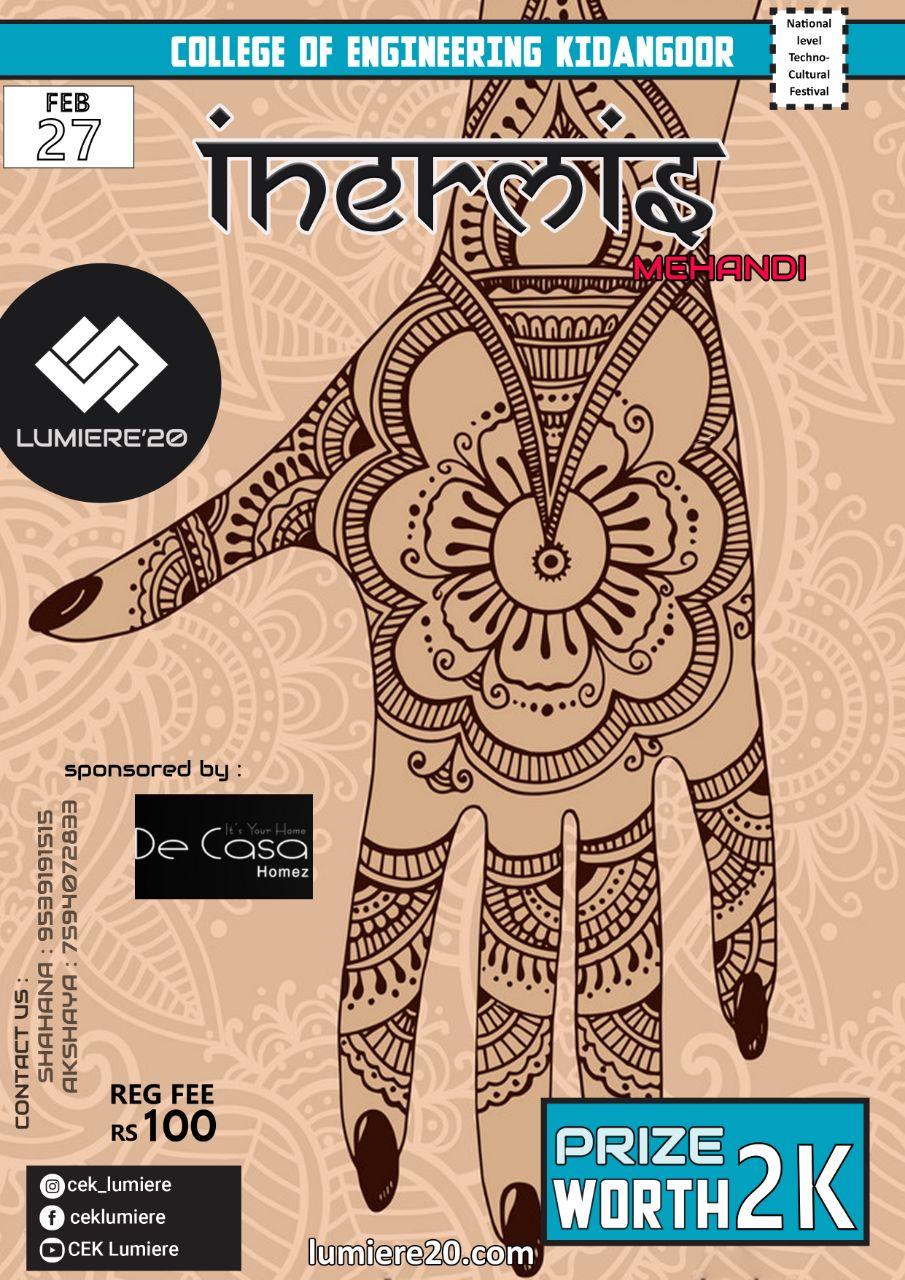 COLLEGE OF ENGINEERING KIDANGOOR
National
level
Techno-
Cultural
Festival
FEB
27
inermis
MEHANDI
LUMIERE'20
sponsored by :
It's Your Home
De Casa
Homez
CONTACT US :
SHAHANA : 9539191515
AKSHAYA : 7594072833
REG FEE
RS 100
PRIZE
WORTH 2K
cek_lumiere
ceklumiere
CEK Lumiere
lumiere20.com